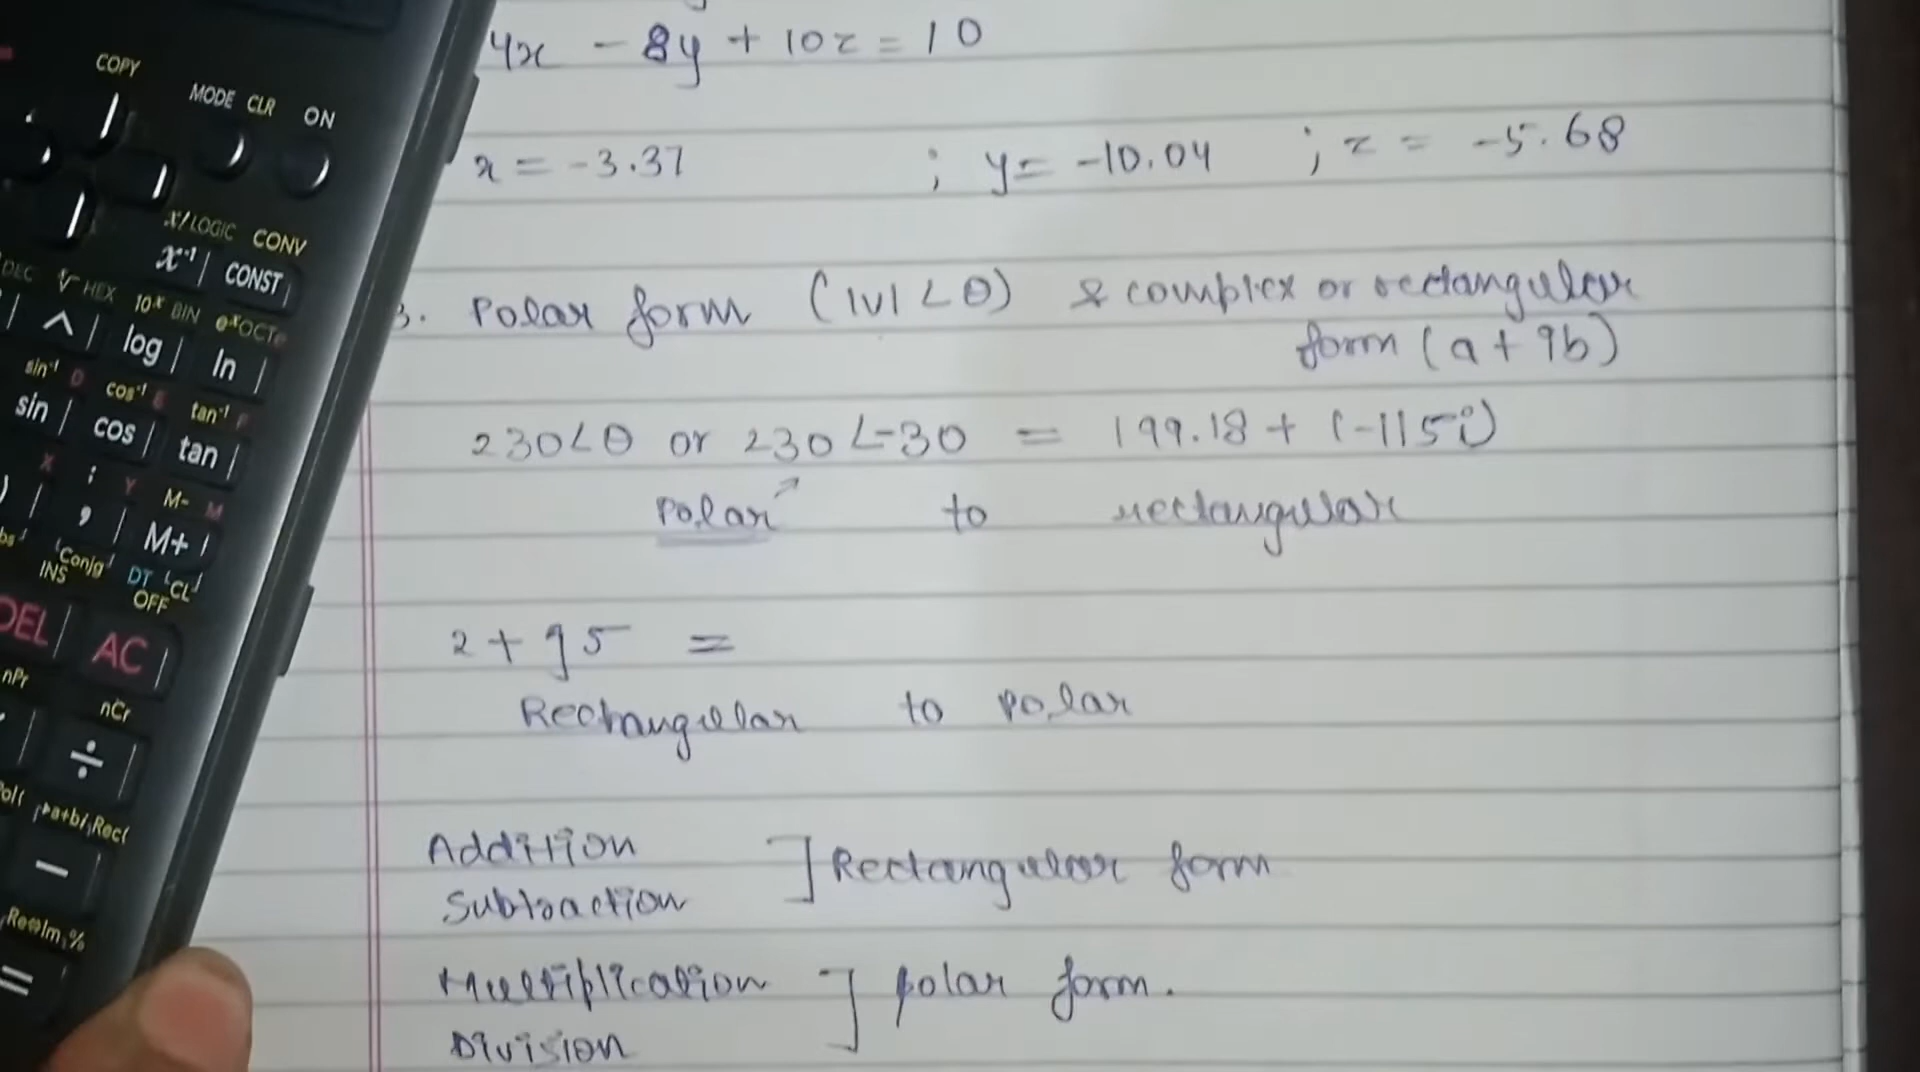 4x - 8y + 10z = 10
x = -3.37 ; y = -10.04 ; z = -5.68
3. Polar form (|v|∠θ) & complex or rectangular
form (a + jb)
230∠θ or 230∠-30 = 199.18 + (-115i)
Polar to rectangular
2 + j5 =
Rectangular to polar
Addition
Subtraction
] Rectangular form
Multiplication
Division
] polar form.
COPY
MODE CLR ON
x! LOGIC CONV
x⁻¹ CONST
DEC HEX 10ˣ BIN eˣ OCT
^ log ln
sin⁻¹ D cos⁻¹ E tan⁻¹ F
sin cos tan
X ; Y M- M
) , M+
Conjg
INS DT CL
OFF
DEL AC
nPr nCr
÷
a+bi Rec(
−
Re⇔Im %
=